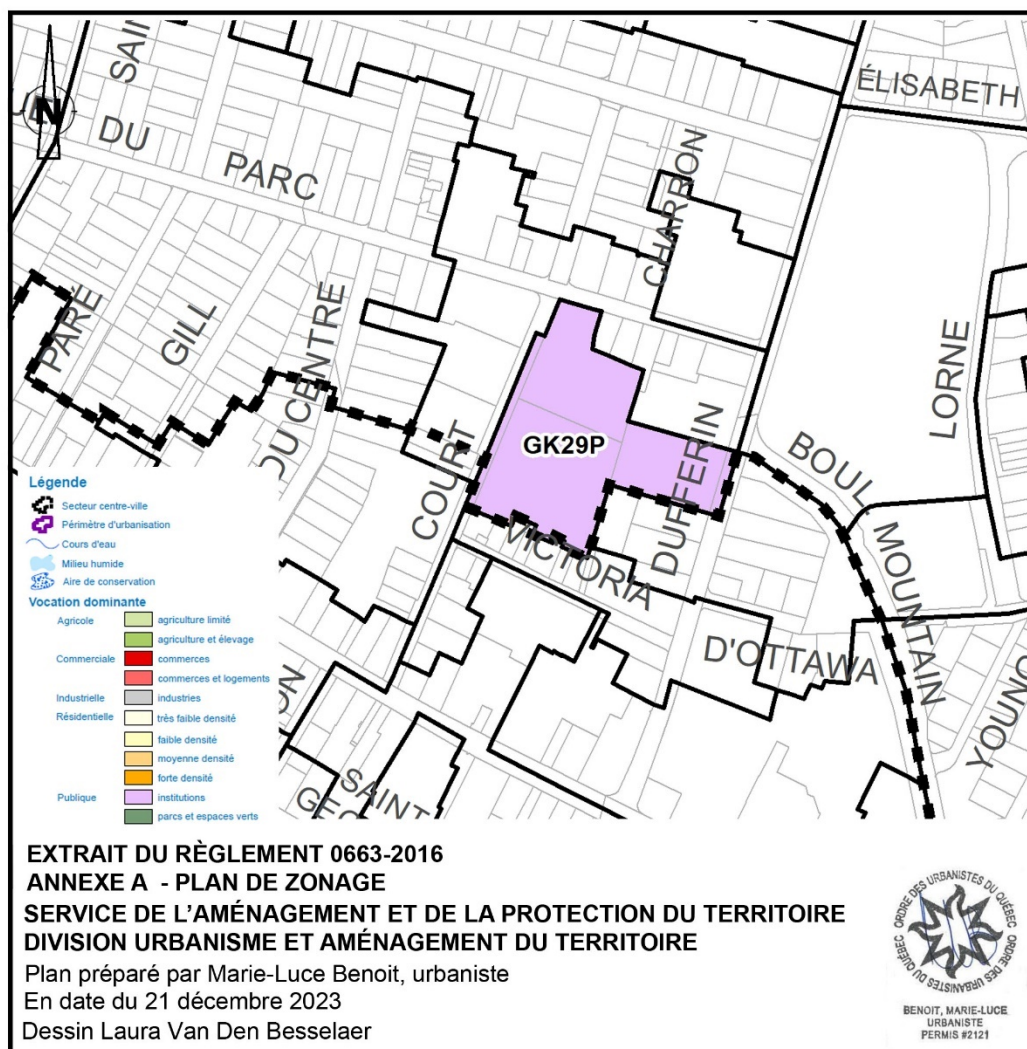 ÉLISABETH
DU
PARC
CHARRON
PARÉ
GILL
DU CENTRE
COURT
GK29P
DUFFERIN
VICTORIA
LORNE
BOUL
MOUNTAIN
D'OTTAWA
YOUNG
SAINT
N
Légende
Secteur centre-ville
Périmètre d'urbanisation
Cours d'eau
Milieu humide
Aire de conservation
Vocation dominante
Agricole agriculture limité
agriculture et élevage
Commerciale commerces
commerces et logements
Industrielle industries
Résidentielle très faible densité
faible densité
moyenne densité
forte densité
Publique institutions
parcs et espaces verts
EXTRAIT DU RÈGLEMENT 0663-2016
ANNEXE A - PLAN DE ZONAGE
SERVICE DE L'AMÉNAGEMENT ET DE LA PROTECTION DU TERRITOIRE
DIVISION URBANISME ET AMÉNAGEMENT DU TERRITOIRE
Plan préparé par Marie-Luce Benoit, urbaniste
En date du 21 décembre 2023
Dessin Laura Van Den Besselaer
ORDRE DES URBANISTES DU QUÉBEC
ORDRE DES URBANISTES DU QUÉBEC
BENOIT, MARIE-LUCE
URBANISTE
PERMIS #2121